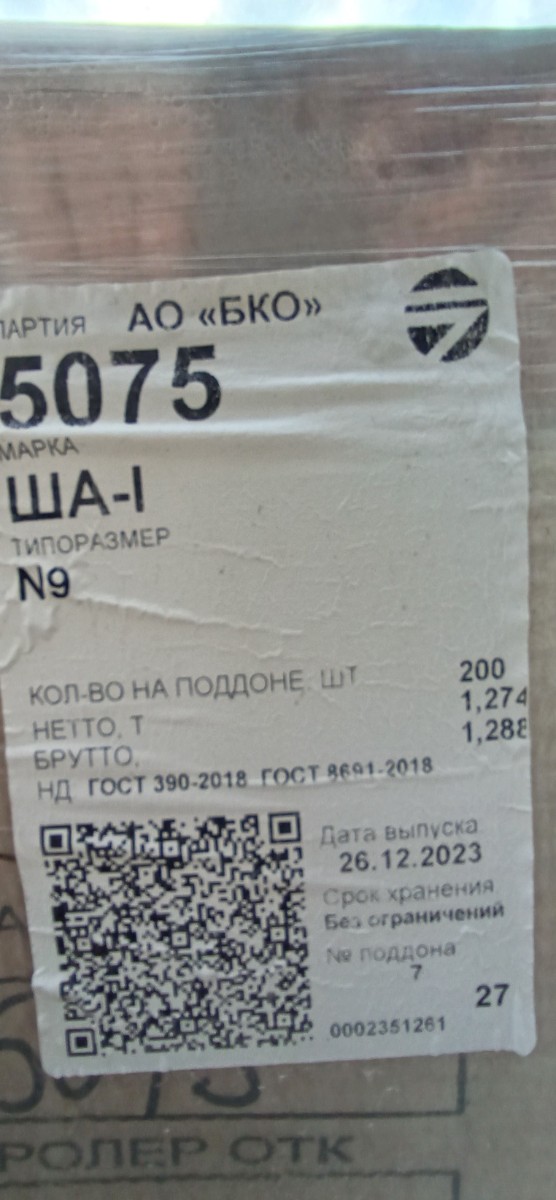 ПАРТИЯ АО «БКО»
5075
МАРКА
ША-I
ТИПОРАЗМЕР
N9
КОЛ-ВО НА ПОДДОНЕ, ШТ 200
НЕТТО, Т 1,274
БРУТТО, 1,288
НД ГОСТ 390-2018 ГОСТ 8691-2018
Дата выпуска
26.12.2023
Срок хранения
Без ограничений
№ поддона
7
27
0002351261
5075
РОЛЕР ОТК